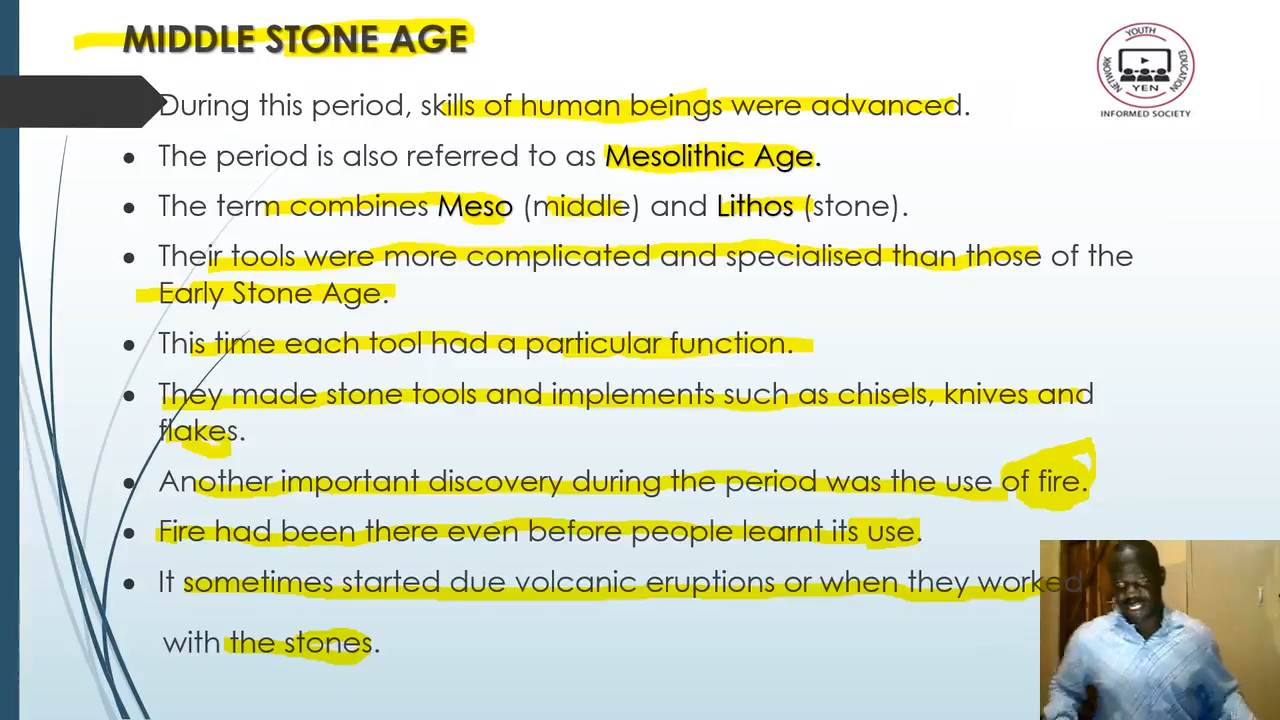 MIDDLE STONE AGE
During this period, skills of human beings were advanced.
The period is also referred to as Mesolithic Age.
The term combines Meso (middle) and Lithos (stone).
Their tools were more complicated and specialised than those of the
Early Stone Age.
This time each tool had a particular function.
They made stone tools and implements such as chisels, knives and
flakes.
Another important discovery during the period was the use of fire.
Fire had been there even before people learnt its use.
It sometimes started due volcanic eruptions or when they worked
with the stones.
YOUTH
EDUCATION
NETWORK
YEN
INFORMED SOCIETY